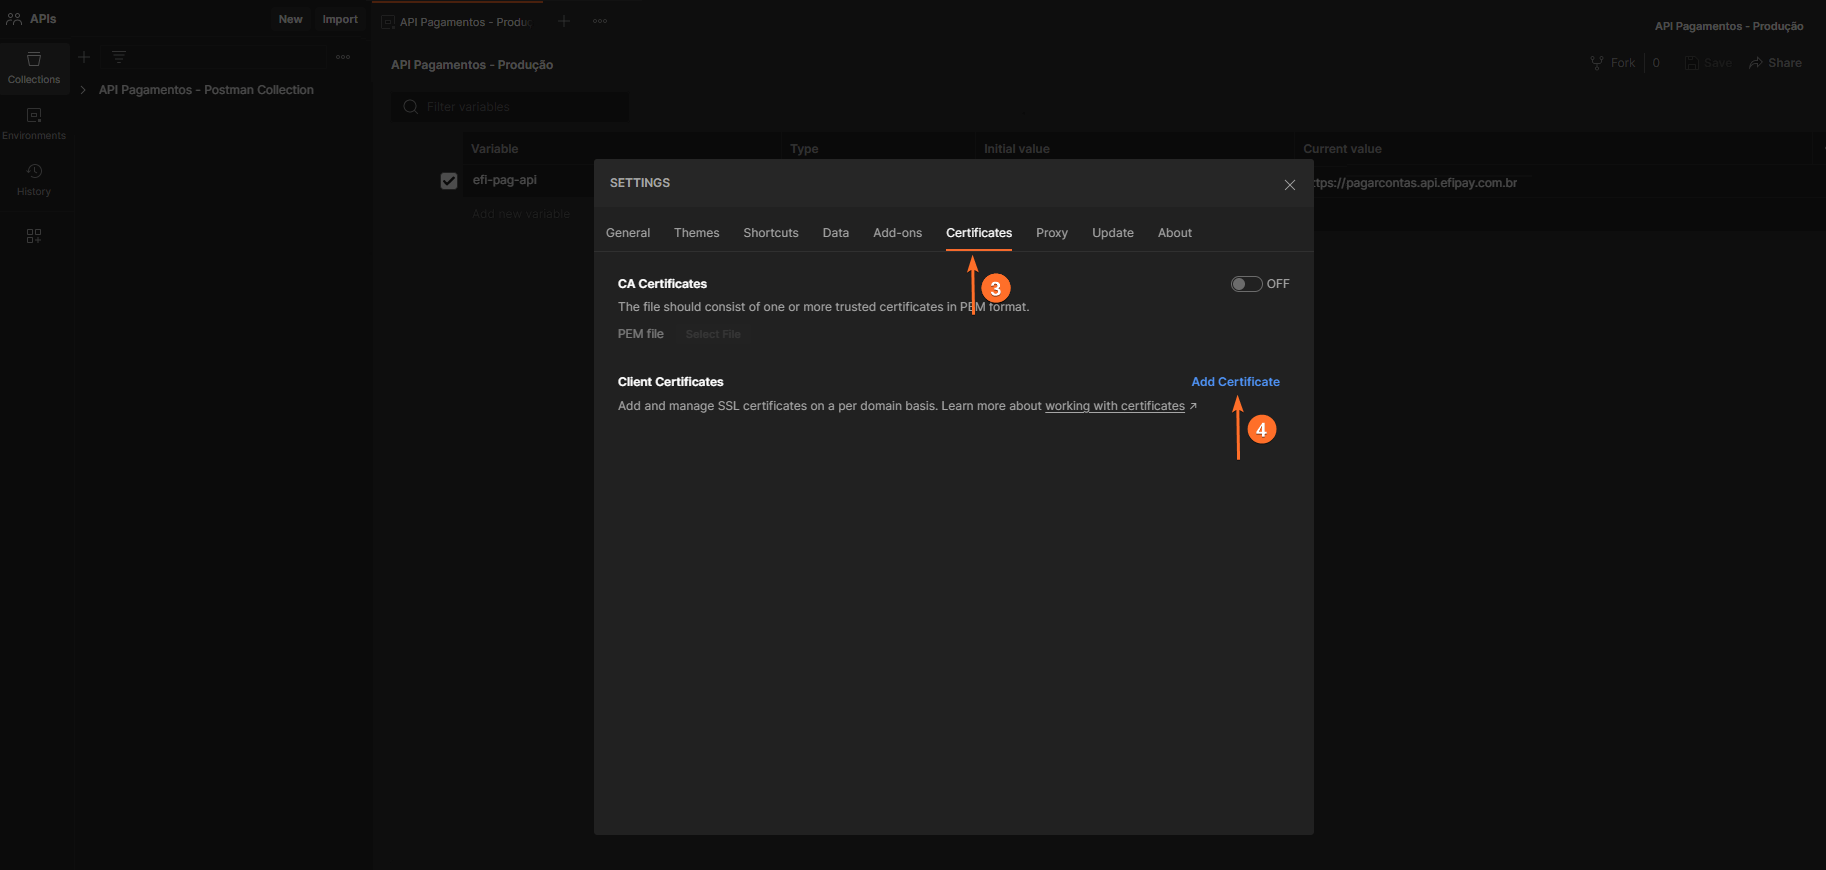 APIs
New
Import
API Pagamentos - Produc
API Pagamentos - Produção
Collections
API Pagamentos - Postman Collection
Environments
History
API Pagamentos - Produção
Fork
0
Save
Share
Filter variables
Variable
Type
Initial value
Current value
efi-pag-api
tps://pagarcontas.api.efipay.com.br
Add new variable
SETTINGS
General
Themes
Shortcuts
Data
Add-ons
Certificates
Proxy
Update
About
3
CA Certificates
OFF
The file should consist of one or more trusted certificates in PEM format.
PEM file
Select File
Client Certificates
Add Certificate
Add and manage SSL certificates on a per domain basis. Learn more about working with certificates ↗
4